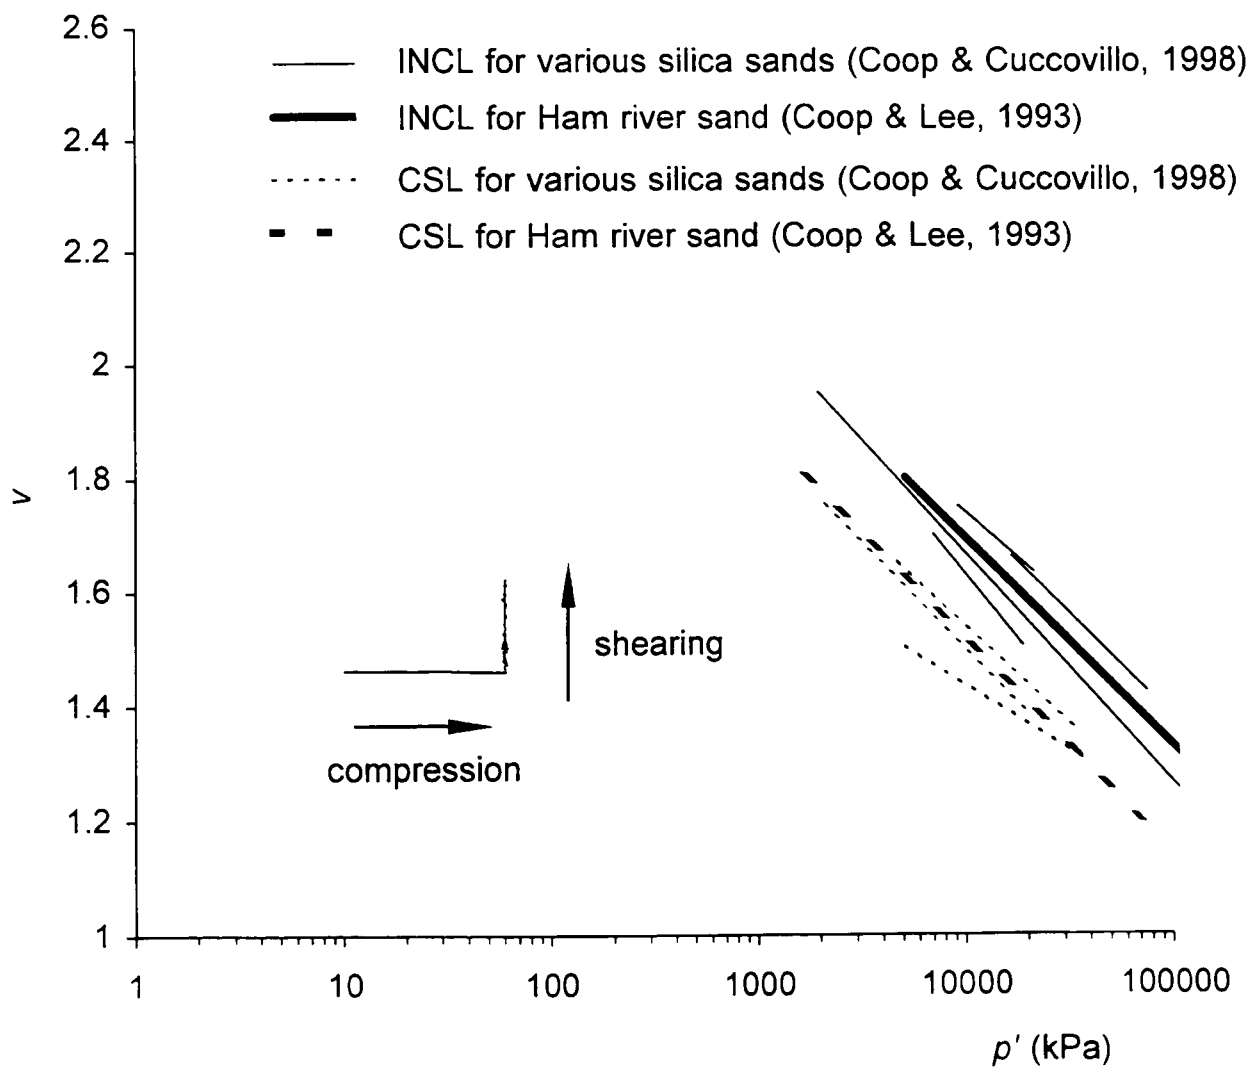 2.6
INCL for various silica sands (Coop & Cuccovillo, 1998)
INCL for Ham river sand (Coop & Lee, 1993)
2.4
CSL for various silica sands (Coop & Cuccovillo, 1998)
CSL for Ham river sand (Coop & Lee, 1993)
2.2
2
1.8
v
1.6
shearing
1.4
compression
1.2
1
1 10 100 1000 10000 100000
p' (kPa)